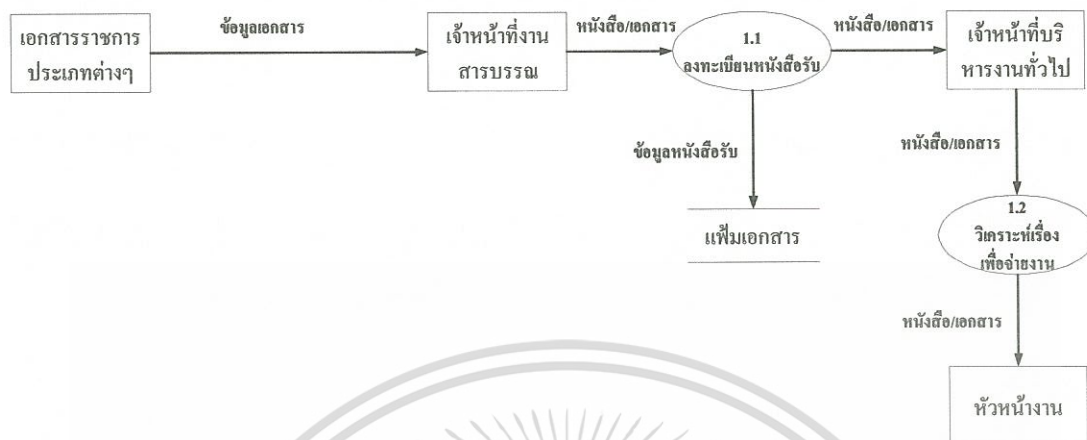 เอกสารราชการ
ประเภทต่างๆ
ข้อมูลเอกสาร
เจ้าหน้าที่งาน
สารบรรณ
หนังสือ/เอกสาร
1.1
ลงทะเบียนหนังสือรับ
หนังสือ/เอกสาร
เจ้าหน้าที่บริ
หารงานทั่วไป
ข้อมูลหนังสือรับ
หนังสือ/เอกสาร
แฟ้มเอกสาร
1.2
วิเคราะห์เรื่อง
เพื่อจ่ายงาน
หนังสือ/เอกสาร
หัวหน้างาน